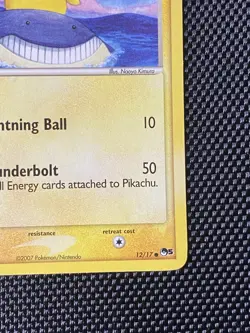 Illus. Naoyo Kimura
htning Ball 10
underbolt 50
ll Energy cards attached to Pikachu.
resistance retreat cost
©2007 Pokémon/Nintendo 12/17 ●